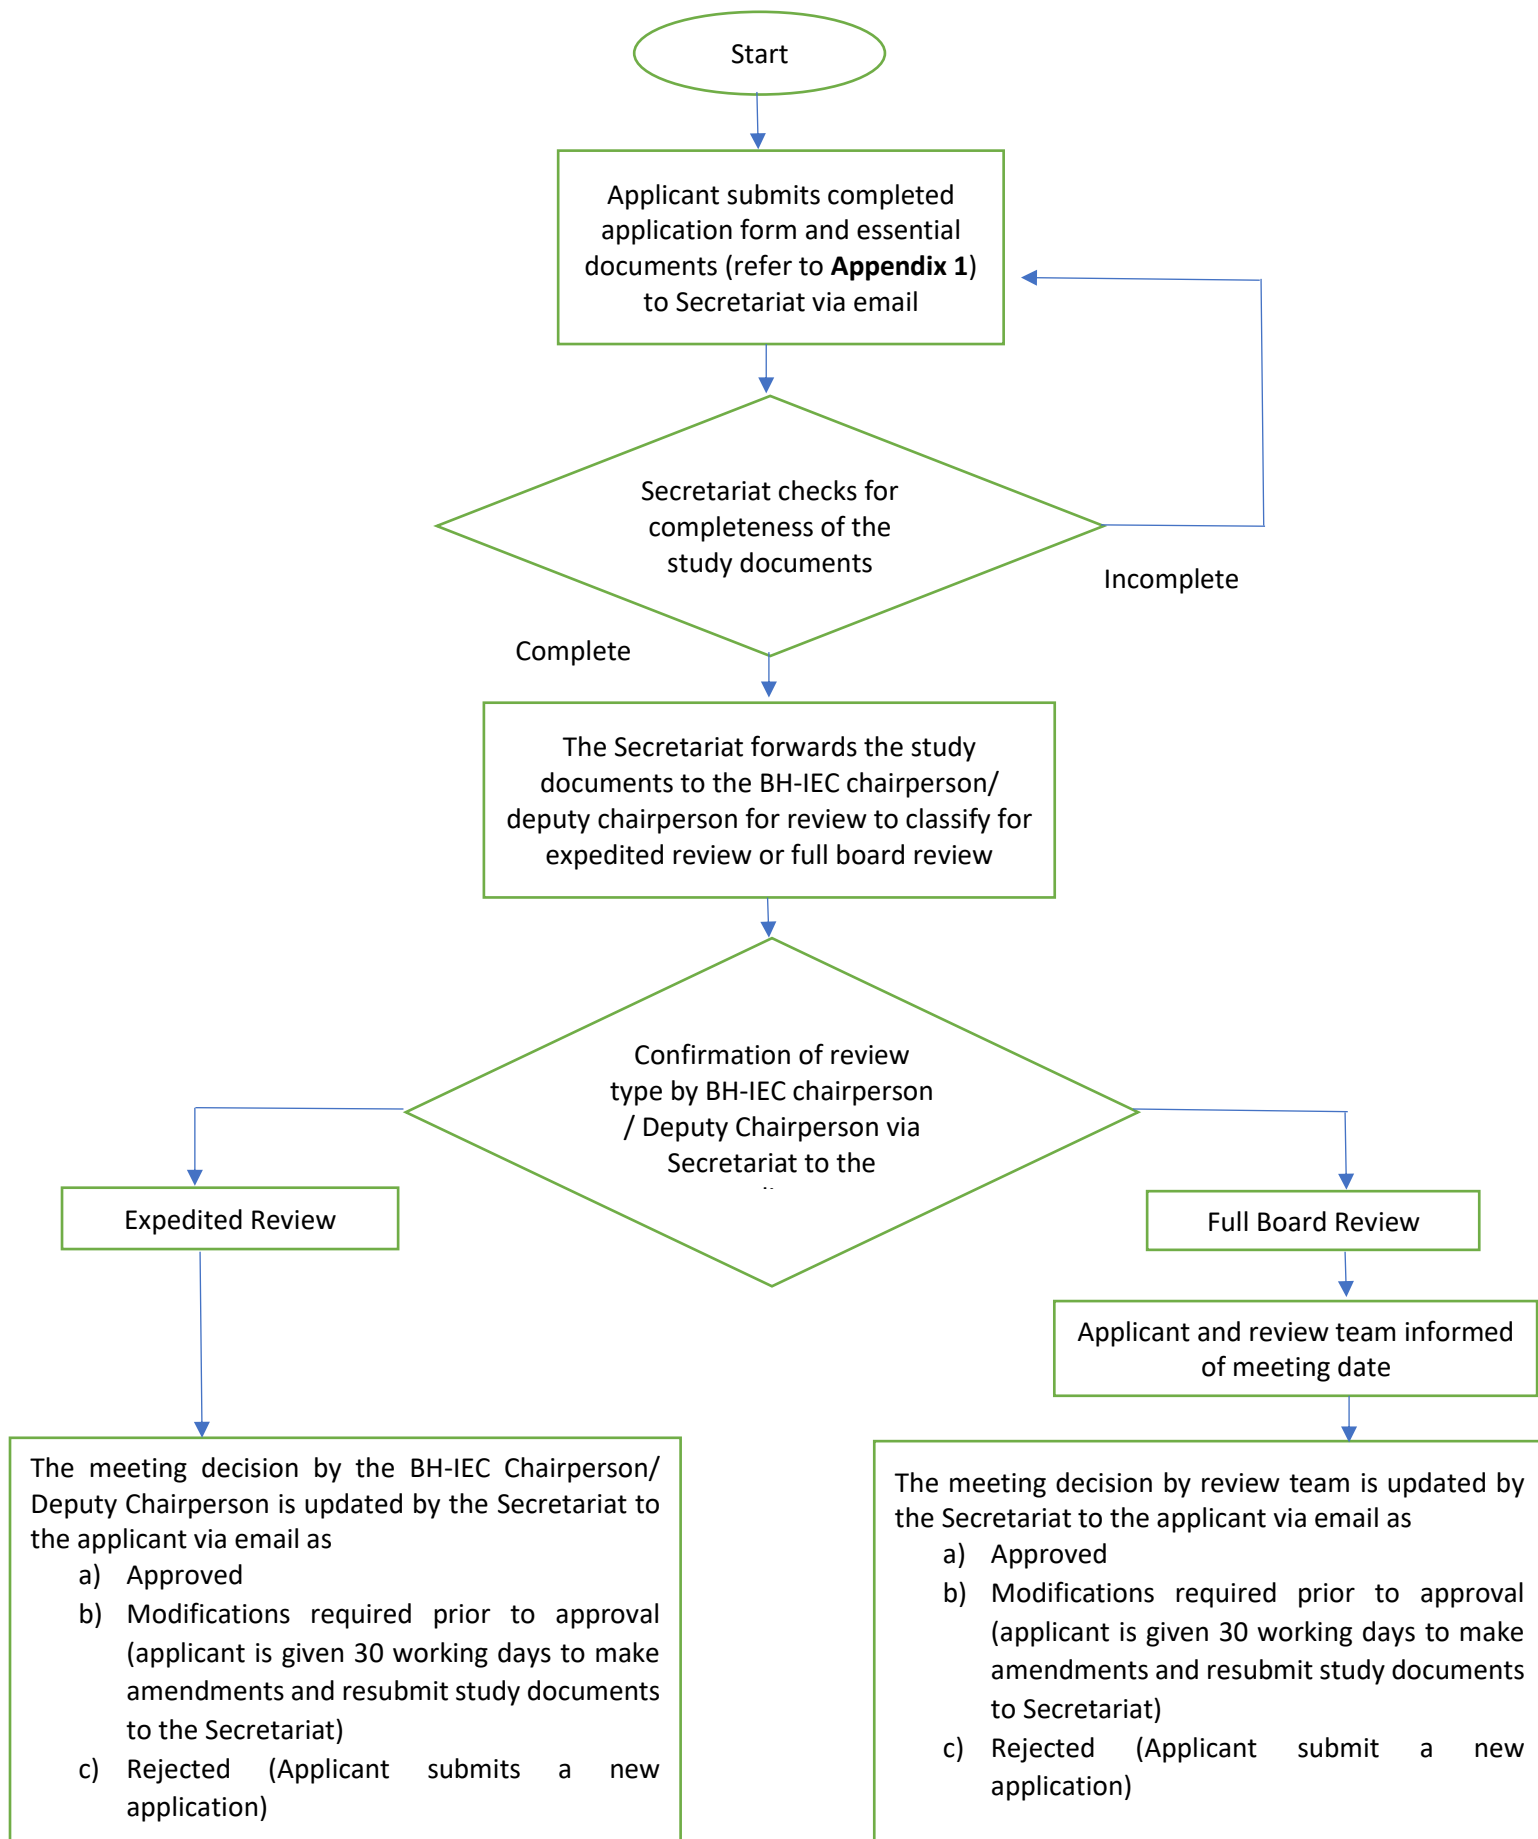 Start
Applicant submits completed
application form and essential
documents (refer to Appendix 1)
to Secretariat via email
Secretariat checks for
completeness of the
study documents
Incomplete
Complete
The Secretariat forwards the study
documents to the BH-IEC chairperson/
deputy chairperson for review to classify for
expedited review or full board review
Confirmation of review
type by BH-IEC chairperson
/ Deputy Chairperson via
Secretariat to the
Expedited Review
Full Board Review
Applicant and review team informed
of meeting date
The meeting decision by the BH-IEC Chairperson/
Deputy Chairperson is updated by the Secretariat to
the applicant via email as
a) Approved
b) Modifications required prior to approval
(applicant is given 30 working days to make
amendments and resubmit study documents
to the Secretariat)
c) Rejected (Applicant submits a new
application)
The meeting decision by review team is updated by
the Secretariat to the applicant via email as
a) Approved
b) Modifications required prior to approval
(applicant is given 30 working days to make
amendments and resubmit study documents
to Secretariat)
c) Rejected (Applicant submit a new
application)